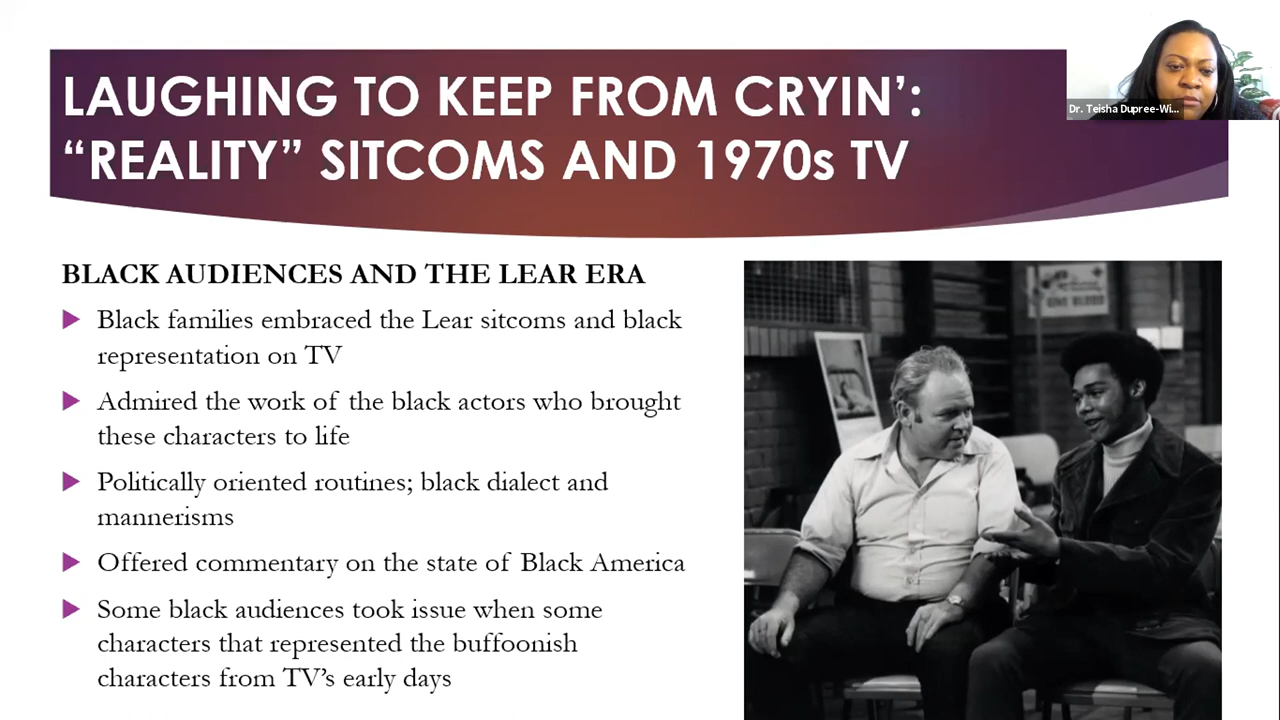 LAUGHING TO KEEP FROM CRYIN’:
“REALITY” SITCOMS AND 1970s TV
Dr. Teisha Dupree-Wi...
BLACK AUDIENCES AND THE LEAR ERA
Black families embraced the Lear sitcoms and black
representation on TV
Admired the work of the black actors who brought
these characters to life
Politically oriented routines; black dialect and
mannerisms
Offered commentary on the state of Black America
Some black audiences took issue when some
characters that represented the buffoonish
characters from TV’s early days
GIVE BLOOD